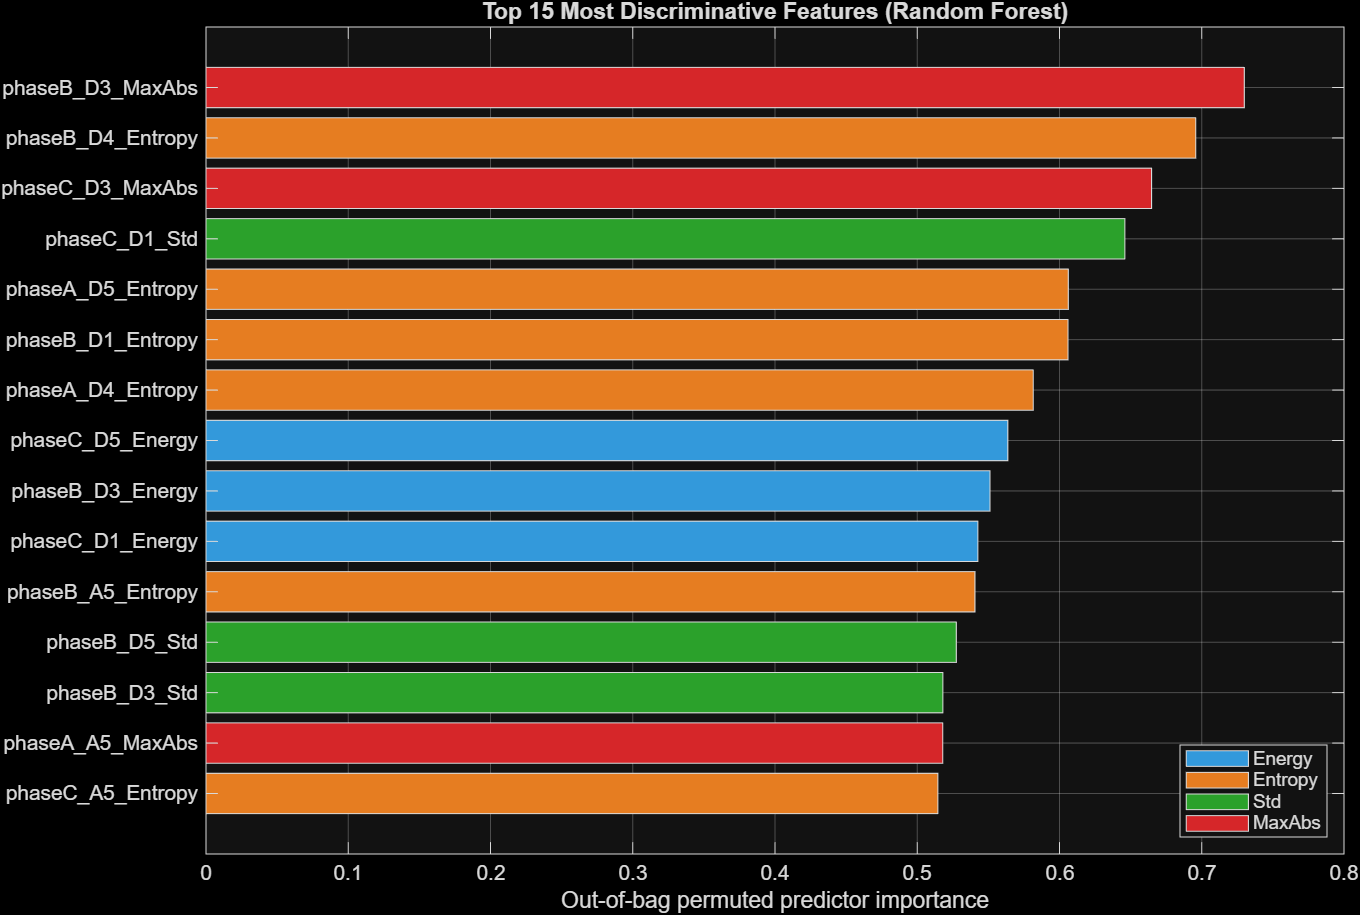 Top 15 Most Discriminative Features (Random Forest)
phaseB_D3_MaxAbs
phaseB_D4_Entropy
phaseC_D3_MaxAbs
phaseC_D1_Std
phaseA_D5_Entropy
phaseB_D1_Entropy
phaseA_D4_Entropy
phaseC_D5_Energy
phaseB_D3_Energy
phaseC_D1_Energy
phaseB_A5_Entropy
phaseB_D5_Std
phaseB_D3_Std
phaseA_A5_MaxAbs
phaseC_A5_Entropy
Energy
Entropy
Std
MaxAbs
0 0.1 0.2 0.3 0.4 0.5 0.6 0.7 0.8
Out-of-bag permuted predictor importance